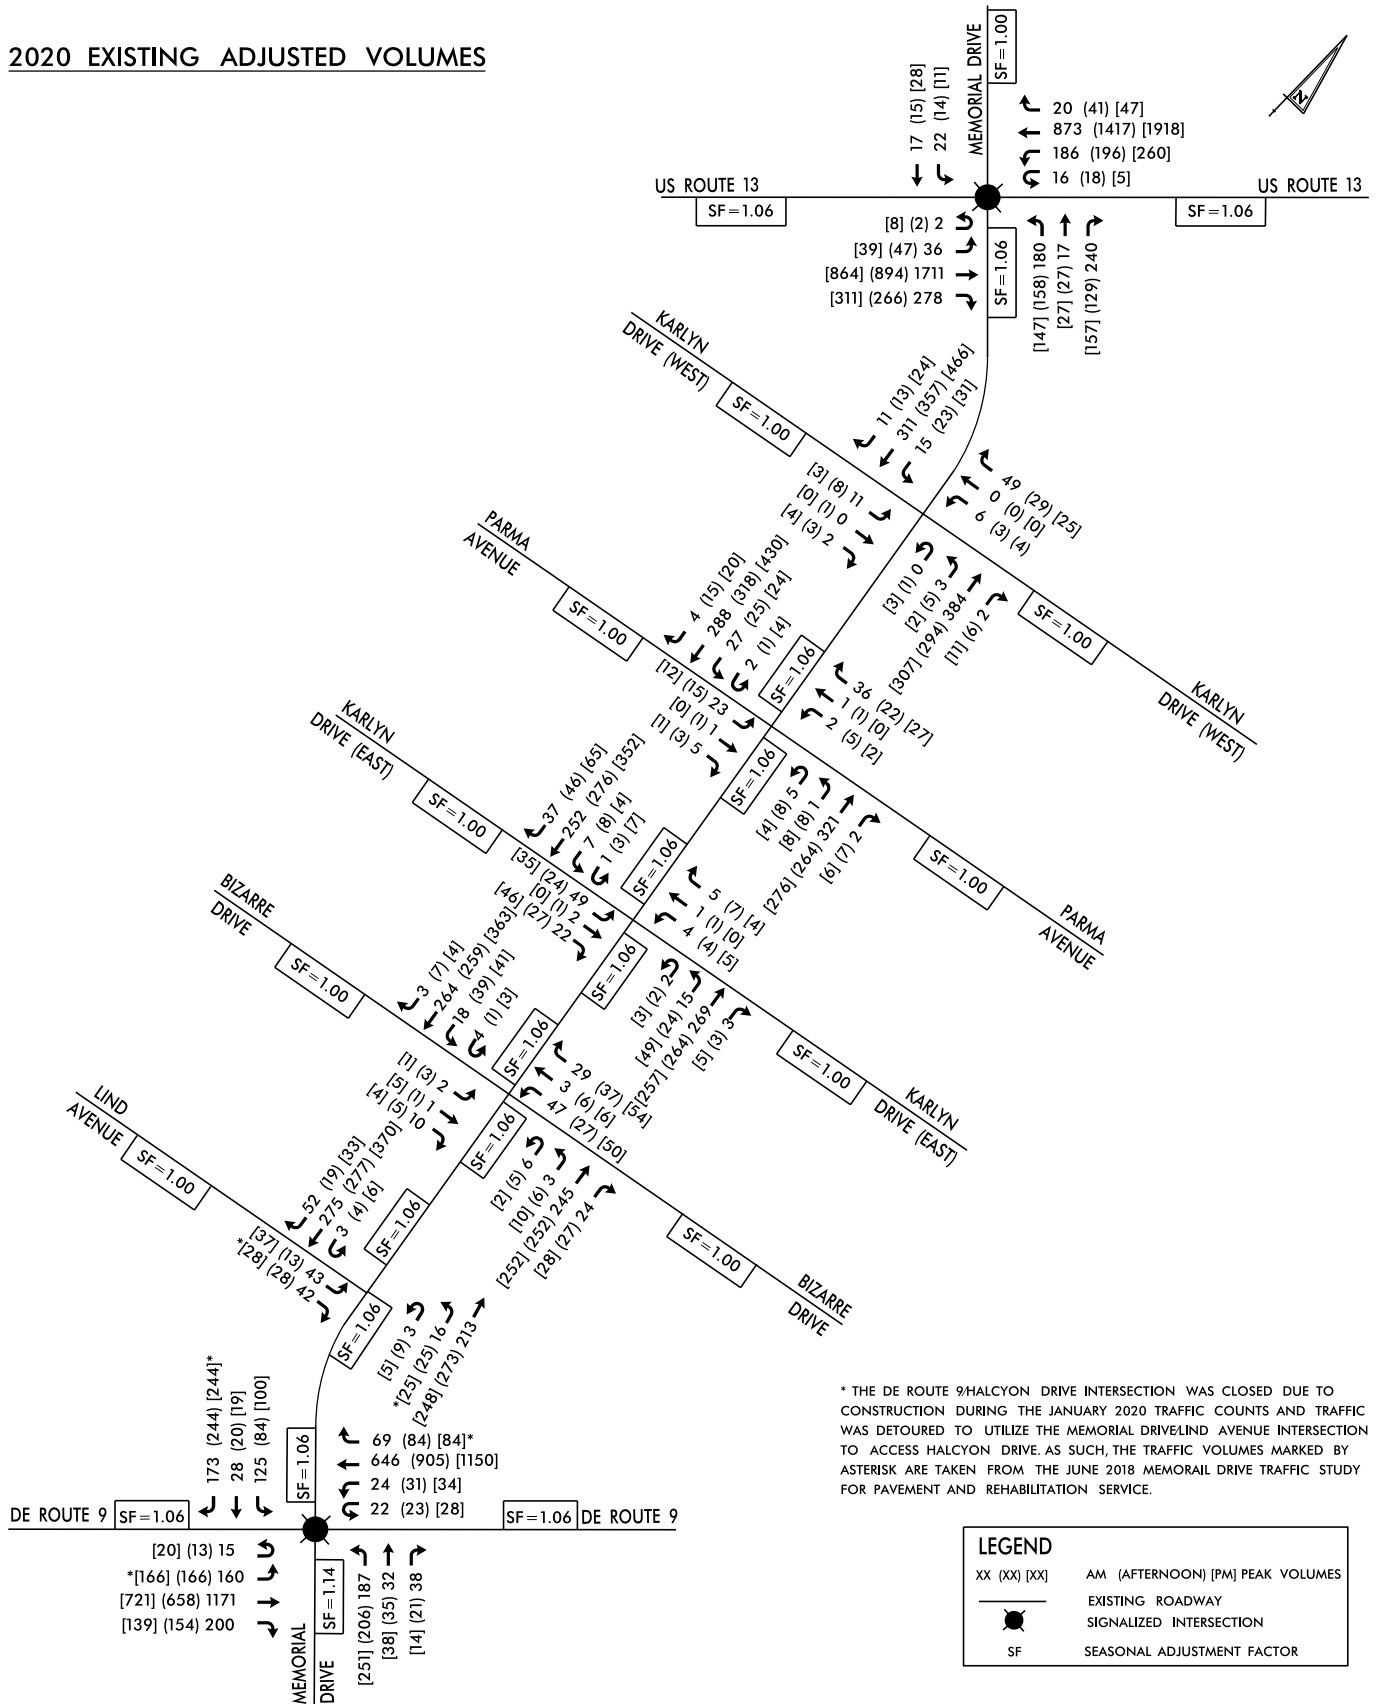 2020 EXISTING ADJUSTED VOLUMES
MEMORIAL DRIVE
SF=1.00
N
17 (15) [28]
22 (14) [11]
20 (41) [47]
873 (1417) [1918]
186 (196) [260]
16 (18) [5]
US ROUTE 13
US ROUTE 13
SF=1.06
SF=1.06
[8] (2) 2
[39] (47) 36
[864] (894) 1711
[311] (266) 278
SF=1.06
[147] (158) 180
[27] (27) 17
[157] (129) 240
KARLYN
DRIVE (WEST)
SF=1.00
11 (13) [24]
311 (357) [466]
15 (23) [31]
[3] (8) 11
[0] (1) 0
[4] (3) 2
49 (29) [25]
0 (0) [0]
6 (3) (4)
[3] (1) 0
[2] (5) 3
[307] (294) 384
[11] (6) 2
SF=1.00
KARLYN
DRIVE (WEST)
PARMA
AVENUE
SF=1.00
4 (15) [20]
288 (318) [430]
27 (25) [24]
2 (1) [4]
SF=1.06
[12] (15) 23
[0] (1) 1
[1] (3) 5
36 (22) [27]
1 (1) [0]
2 (5) [2]
SF=1.06
[4] (8) 5
[8] (8) 1
[276] (264) 321
[6] (7) 2
SF=1.00
PARMA
AVENUE
KARLYN
DRIVE (EAST)
SF=1.00
37 (46) [65]
252 (276) [352]
7 (8) [4]
1 (3) [7]
SF=1.06
[35] (24) 49
[0] (1) 2
[46] (27) 22
5 (7) [4]
1 (1) [0]
4 (4) [5]
SF=1.06
[3] (2) 2
[49] (24) 15
[257] (264) 269
[5] (3) 3
SF=1.00
KARLYN
DRIVE (EAST)
BIZARRE
DRIVE
SF=1.00
3 (7) [4]
264 (259) [363]
18 (39) [41]
4 (1) [3]
SF=1.06
[1] (3) 2
[5] (1) 1
[4] (5) 10
29 (37) [54]
3 (6) [6]
47 (27) [50]
SF=1.06
[2] (5) 6
[10] (6) 3
[252] (252) 245
[28] (27) 24
SF=1.00
BIZARRE
DRIVE
LIND
AVENUE
SF=1.00
52 (19) [33]
275 (277) [370]
3 (4) [6]
SF=1.06
[37] (13) 43
*[28] (28) 42
SF=1.06
[5] (9) 3
*[25] (25) 16
[248] (273) 213
* THE DE ROUTE 9/HALCYON DRIVE INTERSECTION WAS CLOSED DUE TO
CONSTRUCTION DURING THE JANUARY 2020 TRAFFIC COUNTS AND TRAFFIC
WAS DETOURED TO UTILIZE THE MEMORIAL DRIVE/LIND AVENUE INTERSECTION
TO ACCESS HALCYON DRIVE. AS SUCH, THE TRAFFIC VOLUMES MARKED BY
ASTERISK ARE TAKEN FROM THE JUNE 2018 MEMORAIL DRIVE TRAFFIC STUDY
FOR PAVEMENT AND REHABILITATION SERVICE.
173 (244) [244]*
28 (20) [19]
125 (84) [100]
SF=1.06
69 (84) [84]*
646 (905) [1150]
24 (31) [34]
22 (23) [28]
DE ROUTE 9
SF=1.06
SF=1.06
DE ROUTE 9
[20] (13) 15
*[166] (166) 160
[721] (658) 1171
[139] (154) 200
SF=1.14
MEMORIAL
DRIVE
[251] (206) 187
[38] (35) 32
[14] (21) 38
LEGEND
XX (XX) [XX] AM (AFTERNOON) [PM] PEAK VOLUMES
EXISTING ROADWAY
SIGNALIZED INTERSECTION
SF SEASONAL ADJUSTMENT FACTOR